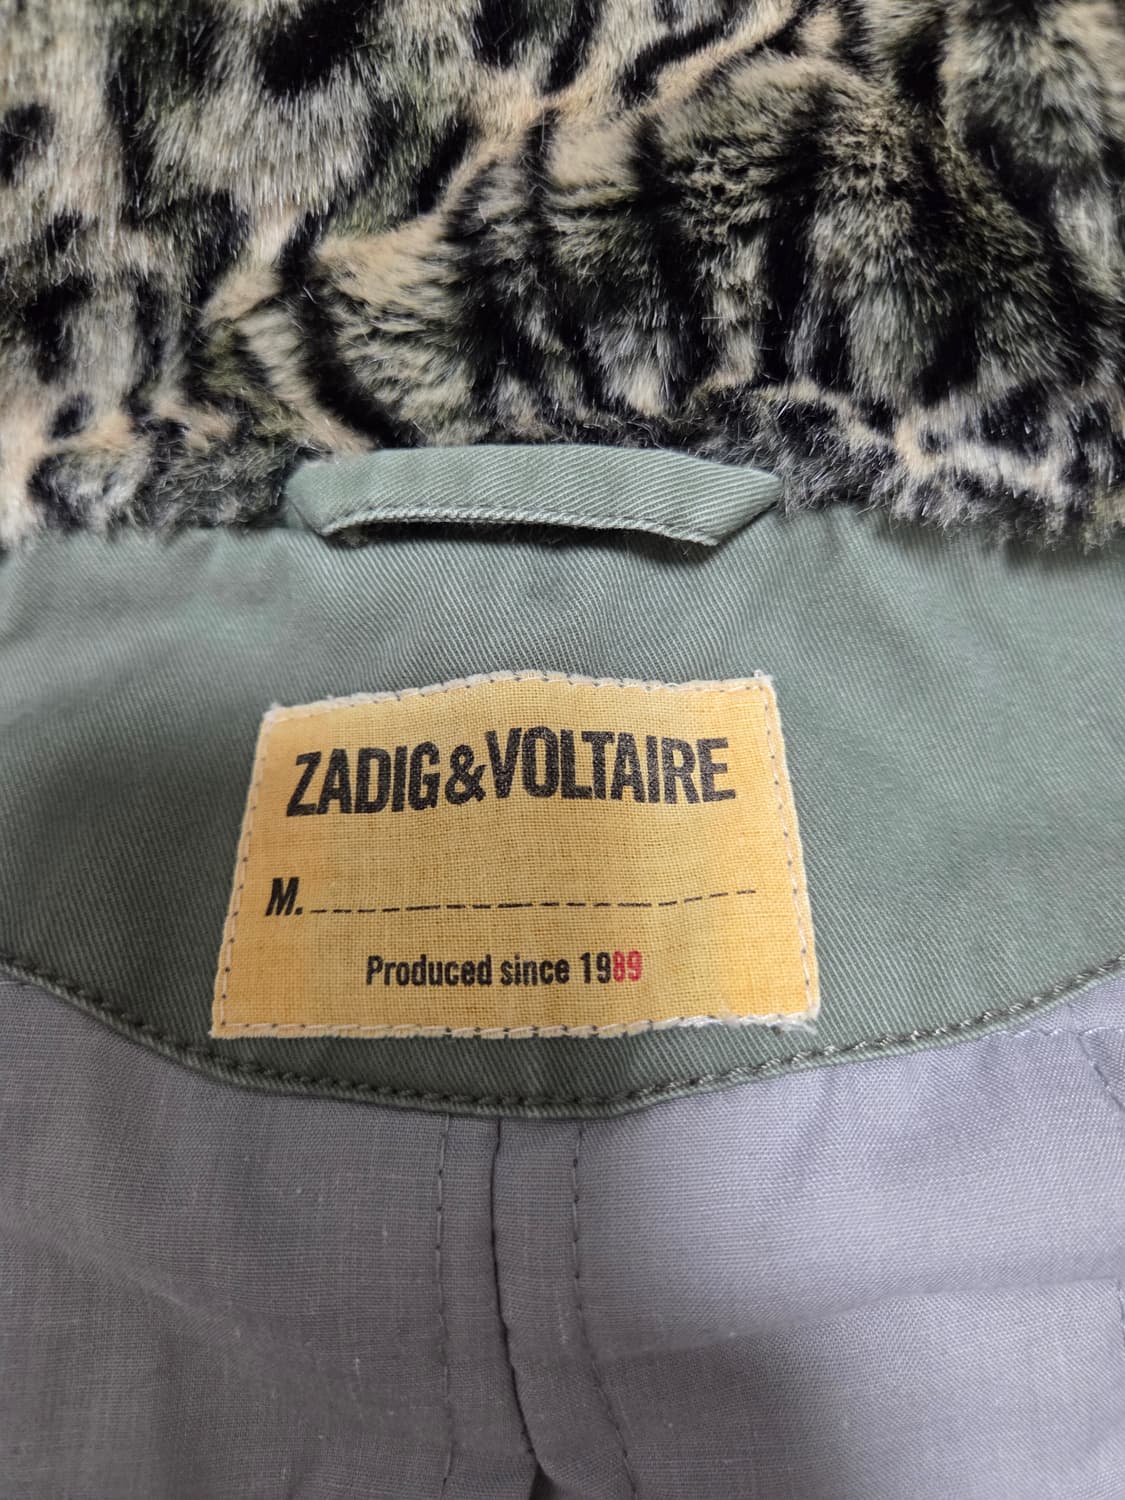 ZADIG&VOLTAIRE
M.
Produced since 1989